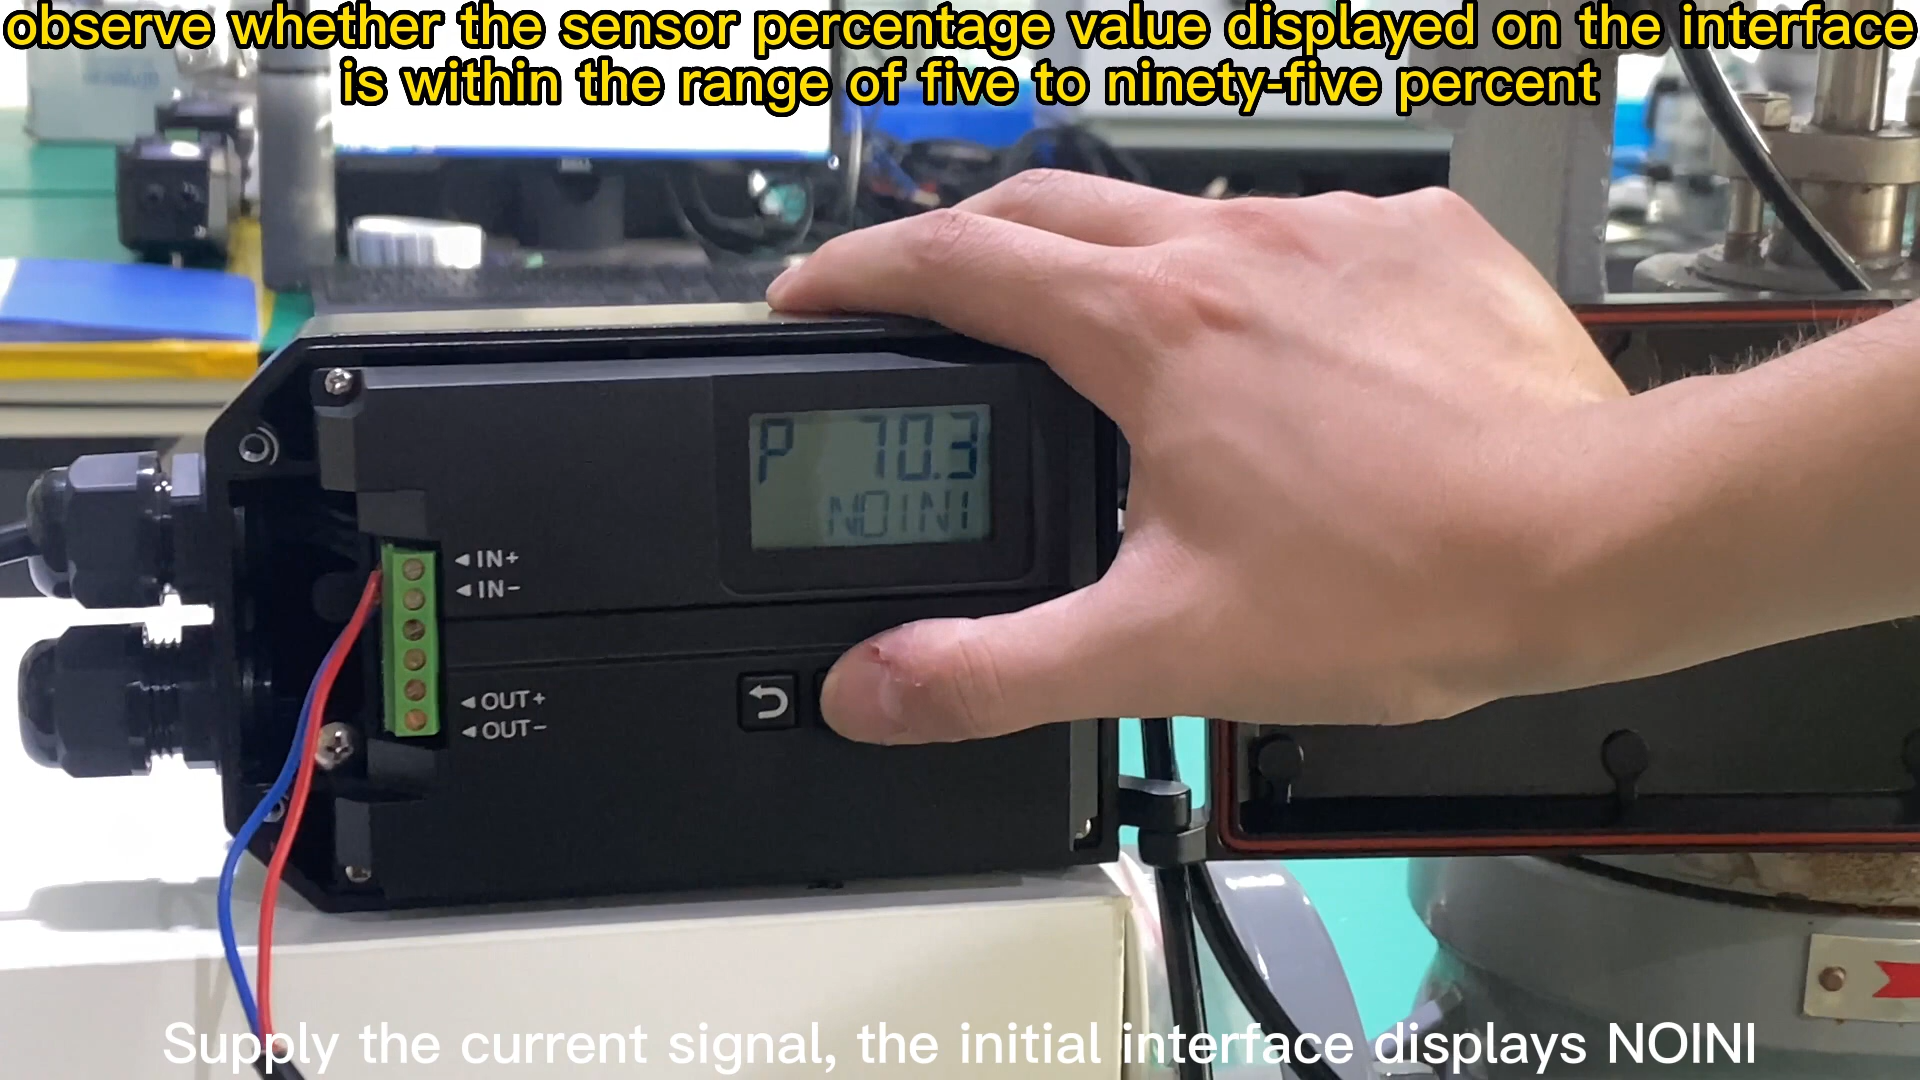 observe whether the sensor percentage value displayed on the interface
is within the range of five to ninety-five percent
P 70.3
NOINI
◄ IN+
◄ IN-
◄ OUT+
◄ OUT-
Supply the current signal, the initial interface displays NOINI